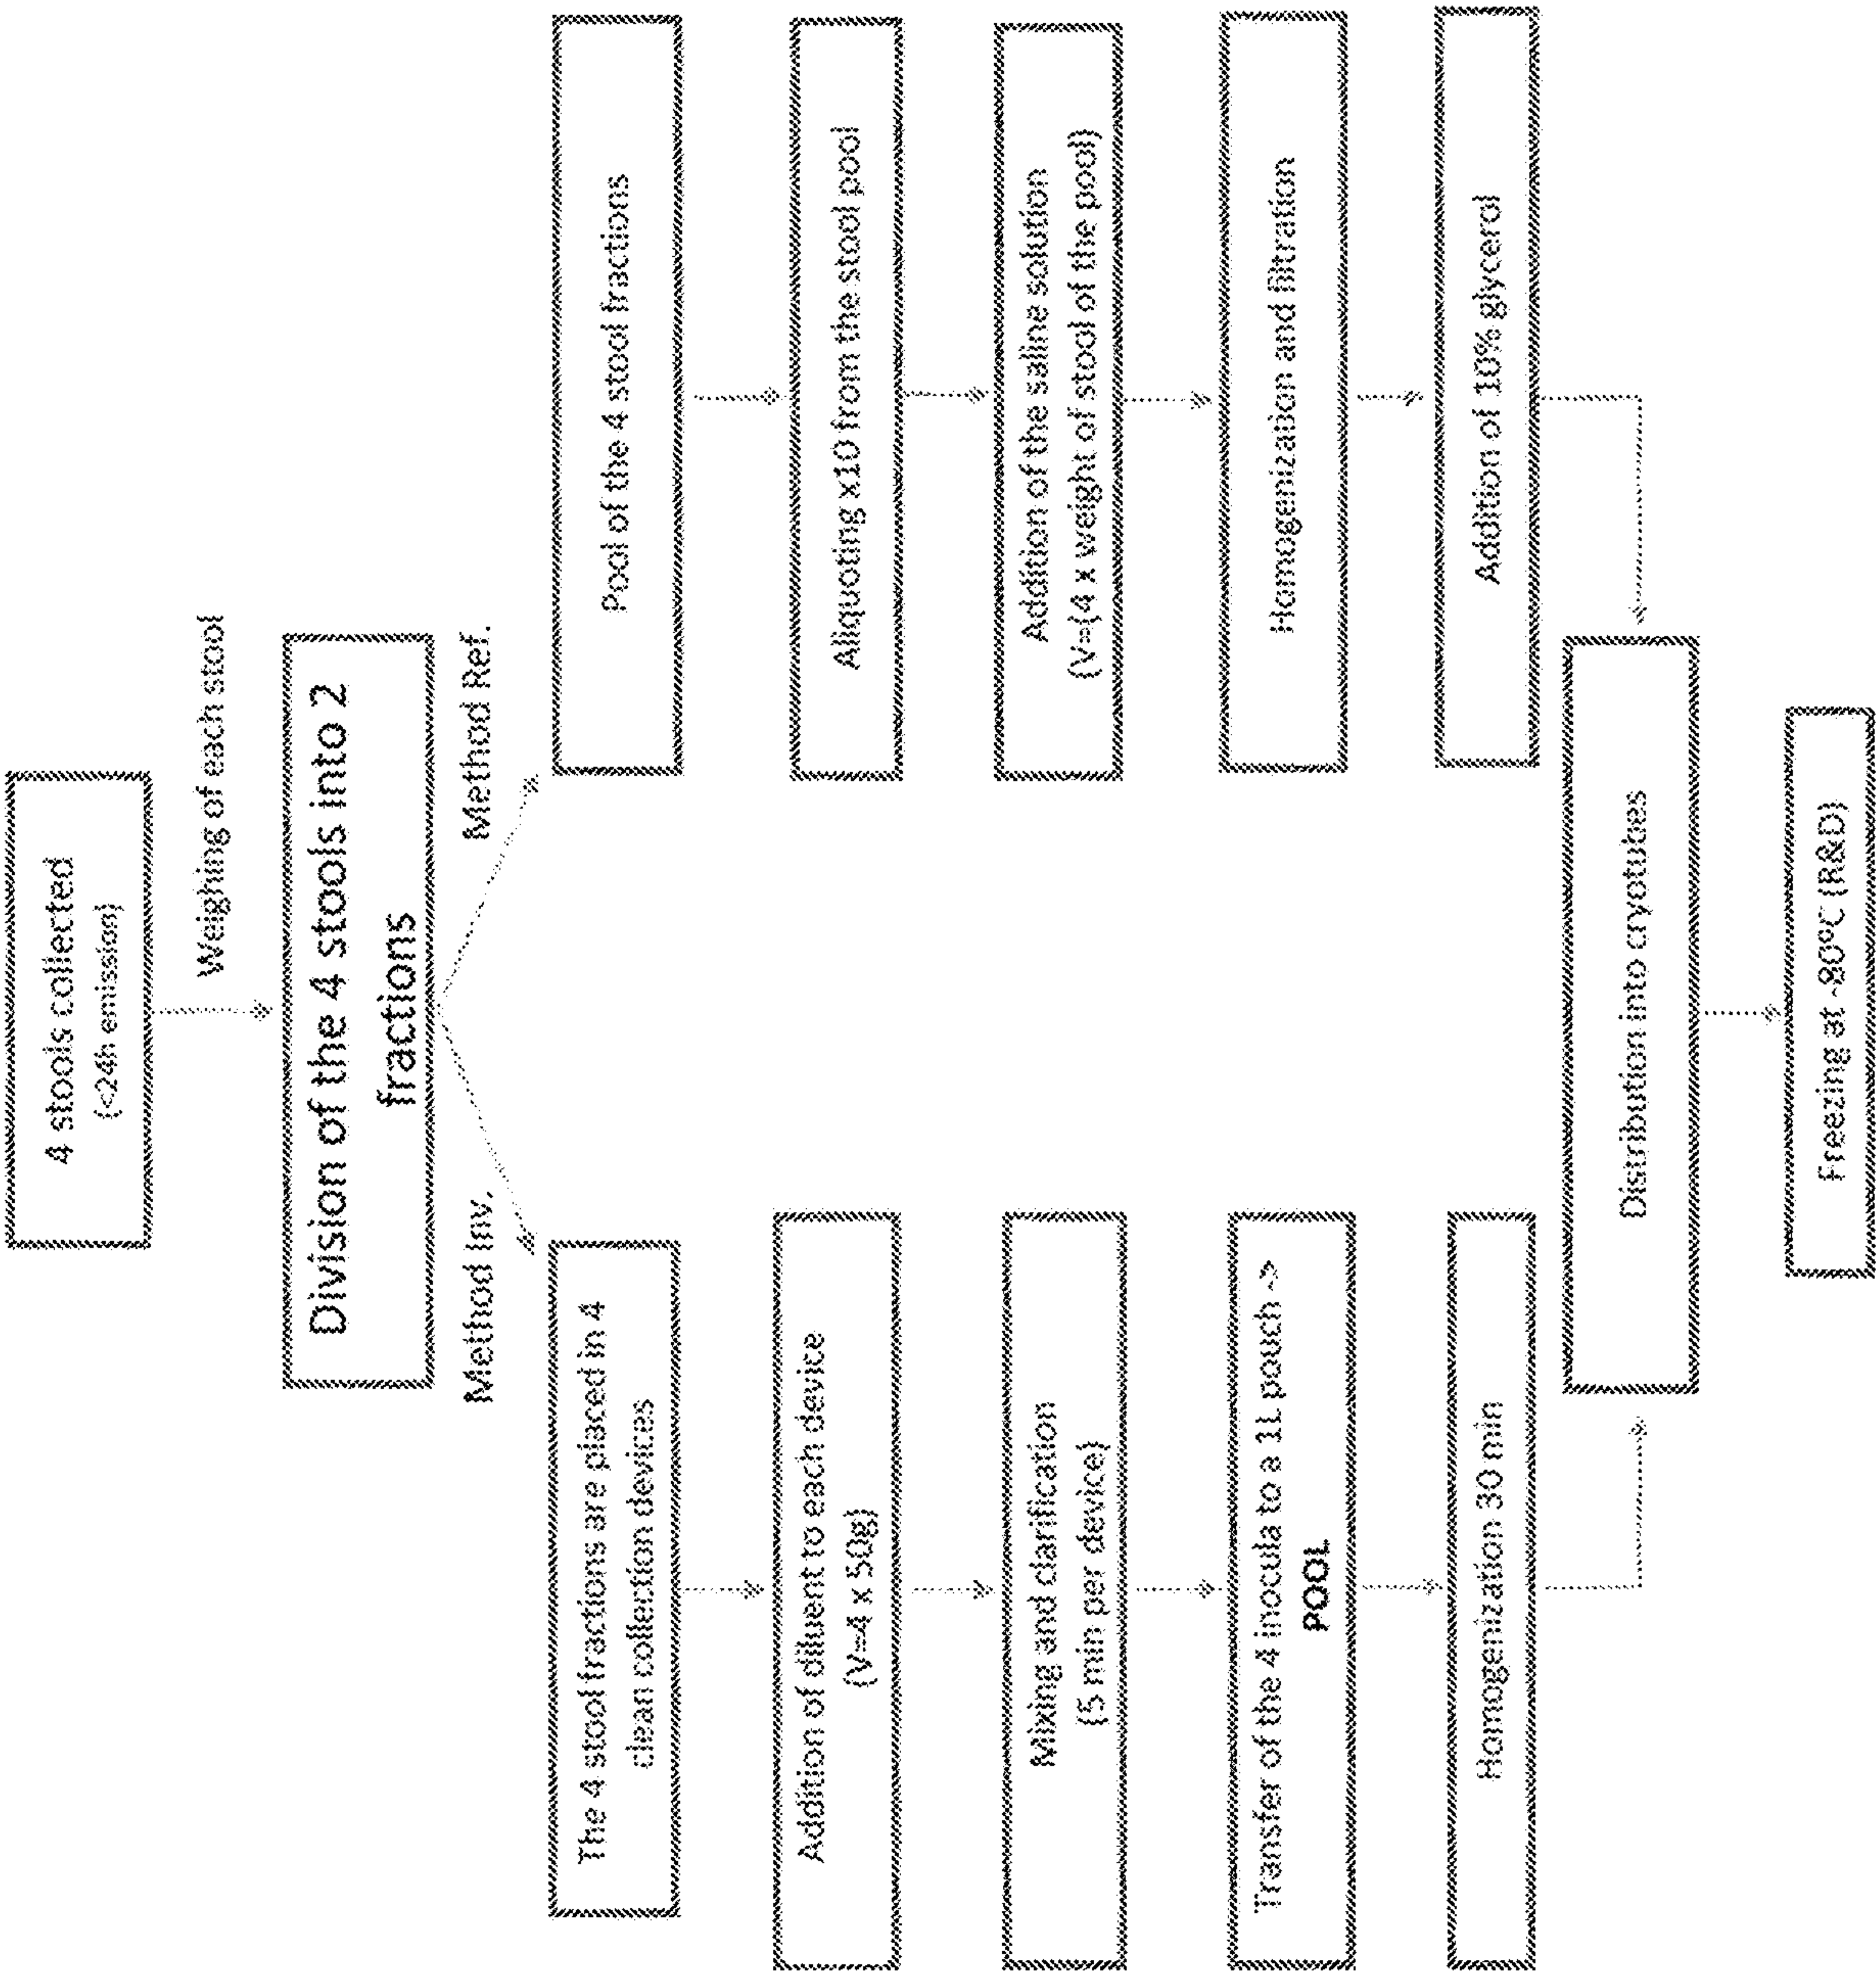 4 stools collected
(<24h emission)
Weighing of each stool
Division of the 4 stools into 2
fractions
Method Inv.
Method Ref.
The 4 stool fractions are placed in 4
clean collection devices
Addition of diluent to each device
(V=4 x 50g)
Mixing and clarification
(5 min per device)
Transfer of the 4 inocula to a 1L pouch ->
POOL
Homogenization 30 min
Pool of the 4 stool fractions
Aliquoting x10 from the stool pool
Addition of the saline solution
(V=(4 x weight of stool of the pool)
Homogenization and filtration
Addition of 10% glycerol
Distribution into cryotubes
Freezing at -80ºC (R&D)